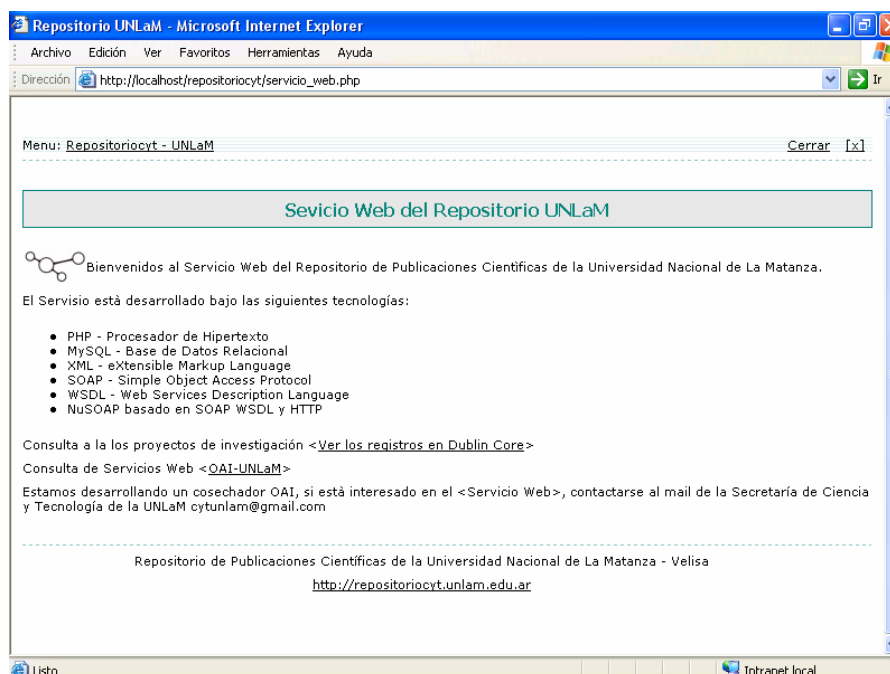 Repositorio UNLaM - Microsoft Internet Explorer
Archivo Edición Ver Favoritos Herramientas Ayuda
Dirección http://localhost/repositoriocyt/servicio_web.php Ir
Menu: Repositoriocyt - UNLaM Cerrar [x]
Sevicio Web del Repositorio UNLaM
Bienvenidos al Servicio Web del Repositorio de Publicaciones Cientìficas de la Universidad Nacional de La Matanza.
El Servisio està desarrollado bajo las siguientes tecnologías:
● PHP - Procesador de Hipertexto
● MySQL - Base de Datos Relacional
● XML - eXtensible Markup Language
● SOAP - Simple Object Access Protocol
● WSDL - Web Services Description Language
● NuSOAP basado en SOAP WSDL y HTTP
Consulta a la los proyectos de investigación <Ver los registros en Dublin Core>
Consulta de Servicios Web <OAI-UNLaM>
Estamos desarrollando un cosechador OAI, si està interesado en el <Servicio Web>, contactarse al mail de la Secretaría de Ciencia
y Tecnología de la UNLaM cytunlam@gmail.com
Repositorio de Publicaciones Científicas de la Universidad Nacional de La Matanza - Velisa
http://repositoriocyt.unlam.edu.ar
Listo Intranet local